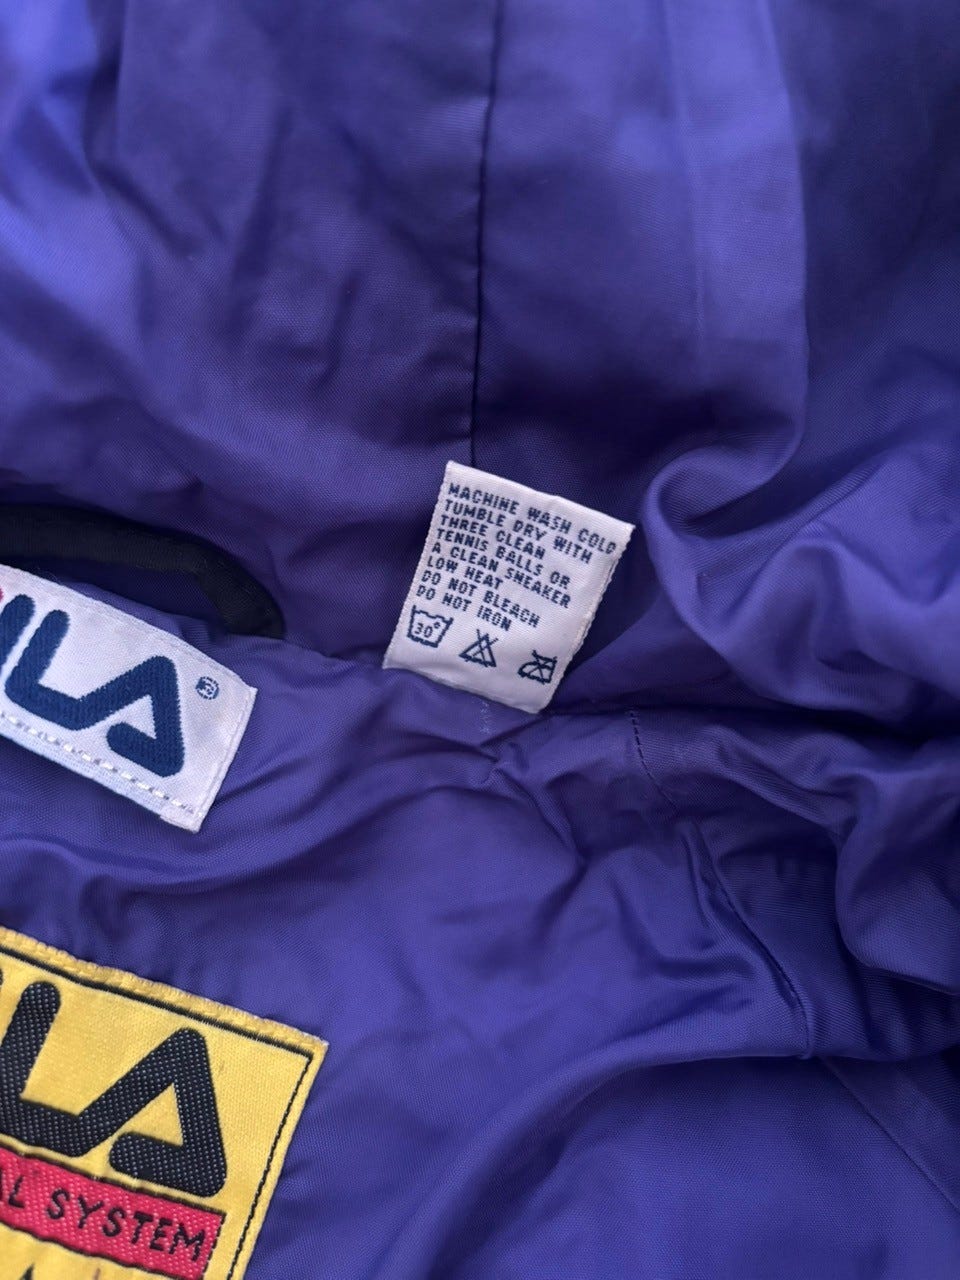 MACHINE WASH COLD
TUMBLE DRY WITH
THREE CLEAN
TENNIS BALLS OR
A CLEAN SNEAKER
LOW HEAT
DO NOT BLEACH
DO NOT IRON
30°
ILA®
ILA
AL SYSTEM